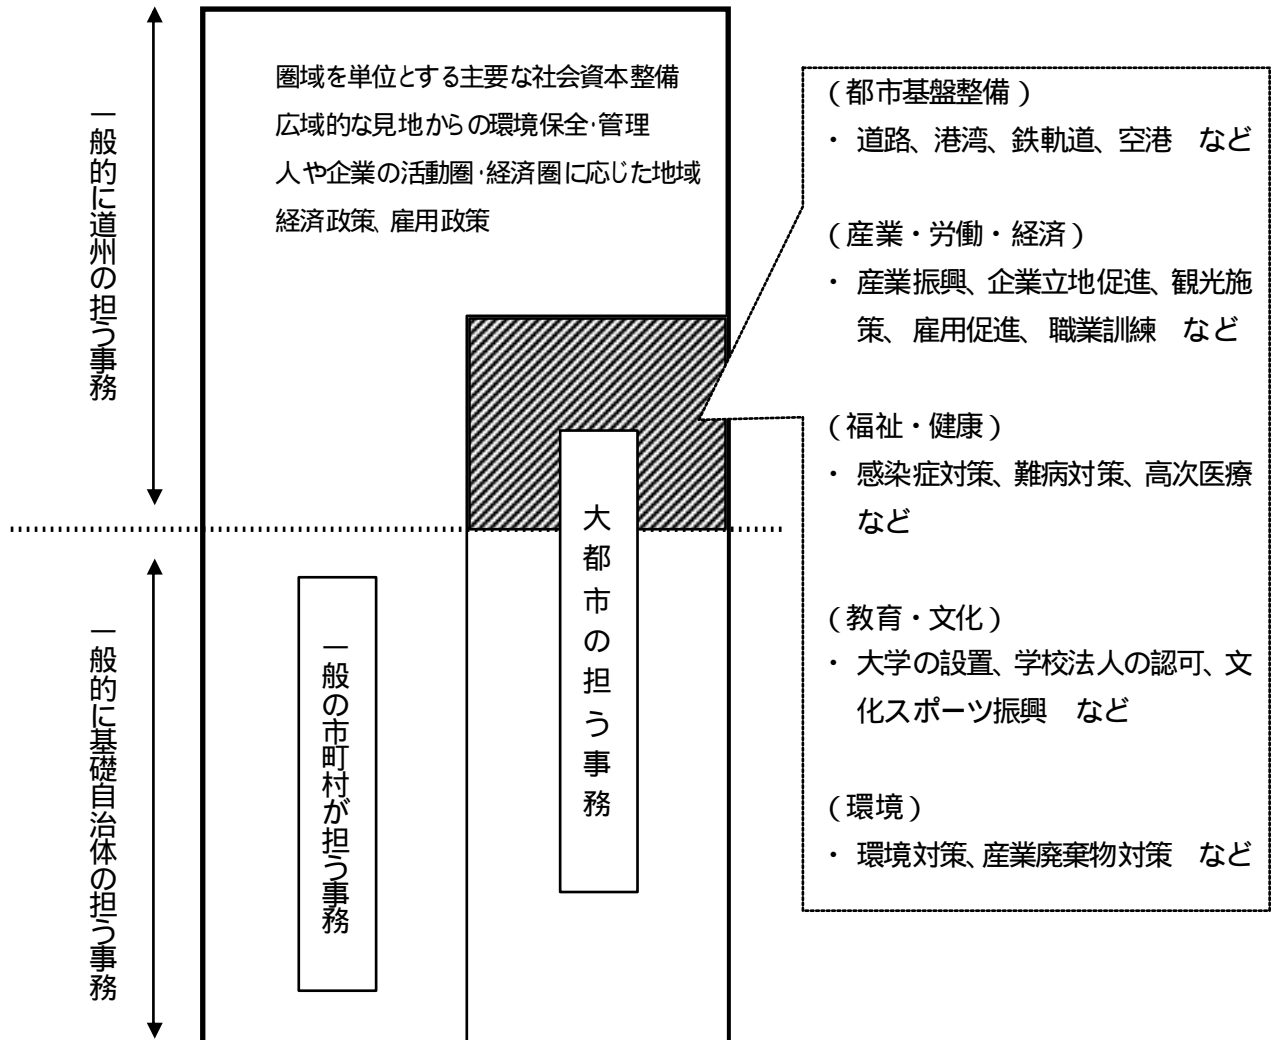 一般的に道州の担う事務
圏域を単位とする主要な社会資本整備
広域的な見地からの環境保全・管理
人や企業の活動圏・経済圏に応じた地域
経済政策、雇用政策
一般的に基礎自治体の担う事務
一般の市町村が担う事務
大都市の担う事務
（都市基盤整備）
・ 道路、港湾、鉄軌道、空港　など
（産業・労働・経済）
・ 産業振興、企業立地促進、観光施
策、雇用促進、職業訓練　など
（福祉・健康）
・ 感染症対策、難病対策、高次医療
など
（教育・文化）
・ 大学の設置、学校法人の認可、文
化スポーツ振興　など
（環境）
・ 環境対策、産業廃棄物対策　など